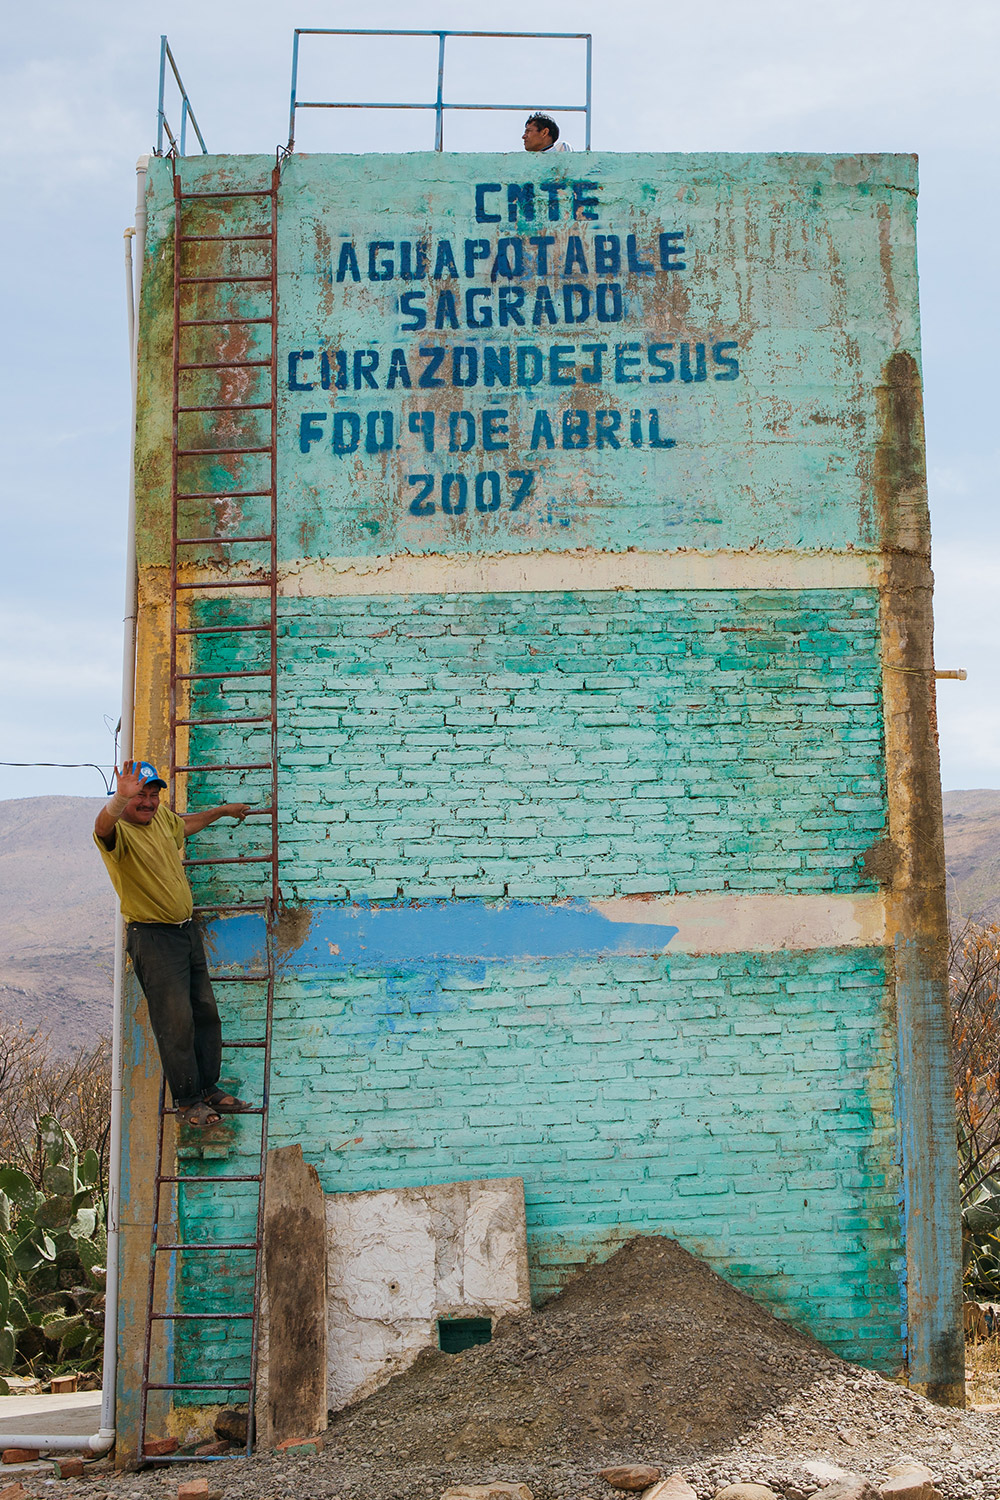 CMTE
AGUAPOTABLE
SAGRADO
CORAZONDEJESUS
FDO.9 DE ABRIL
2007